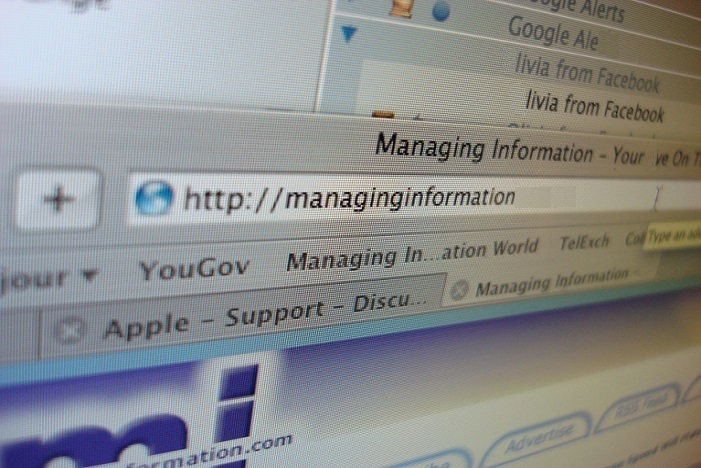 Google Alerts
Google Ale
livia from Facebook
livia from Facebook
Managing Information - Your ve On T
http://managinginformation
Type an ad
jour YouGov Managing In...ation World TelExch Col
Apple - Support - Discu... Managing Information -
mi
formation.com
Advertise RSS Feed